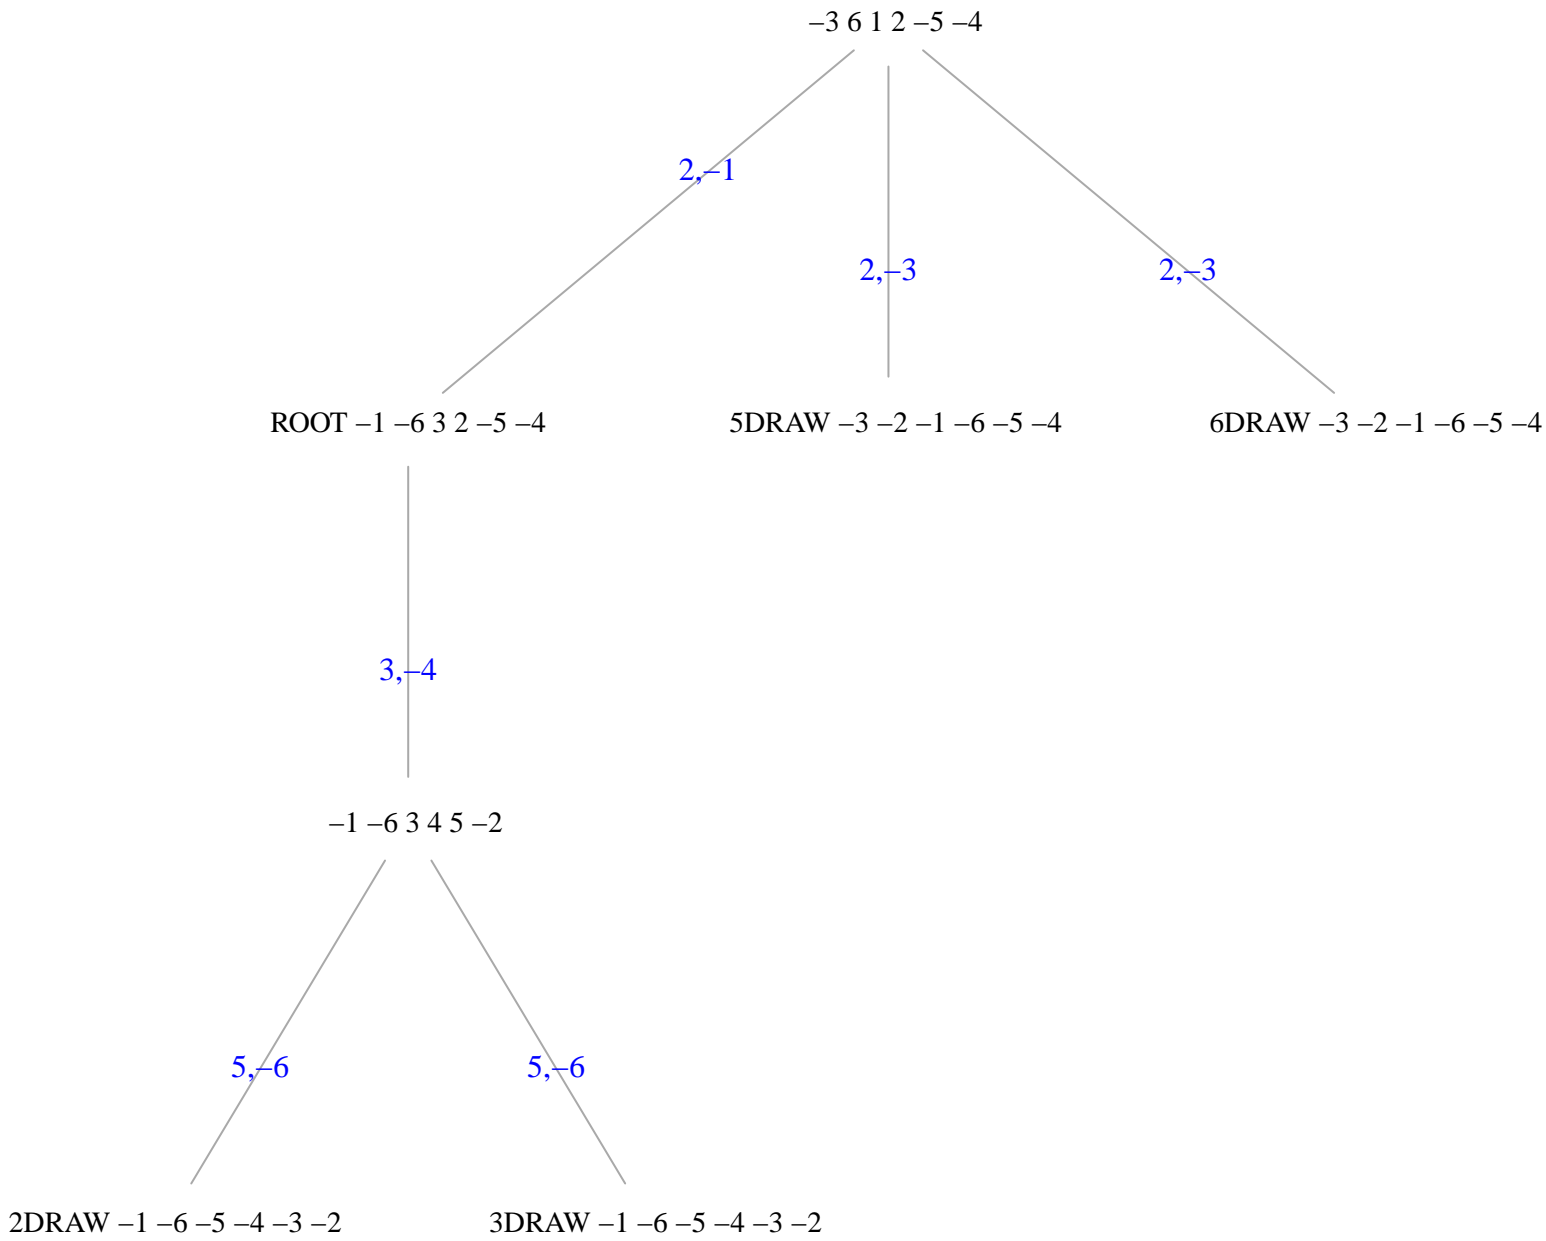 –3 6 1 2 –5 –4
2,–1
2,–3
2,–3
ROOT –1 –6 3 2 –5 –4
5DRAW –3 –2 –1 –6 –5 –4
6DRAW –3 –2 –1 –6 –5 –4
3,–4
–1 –6 3 4 5 –2
5,–6
5,–6
2DRAW –1 –6 –5 –4 –3 –2
3DRAW –1 –6 –5 –4 –3 –2